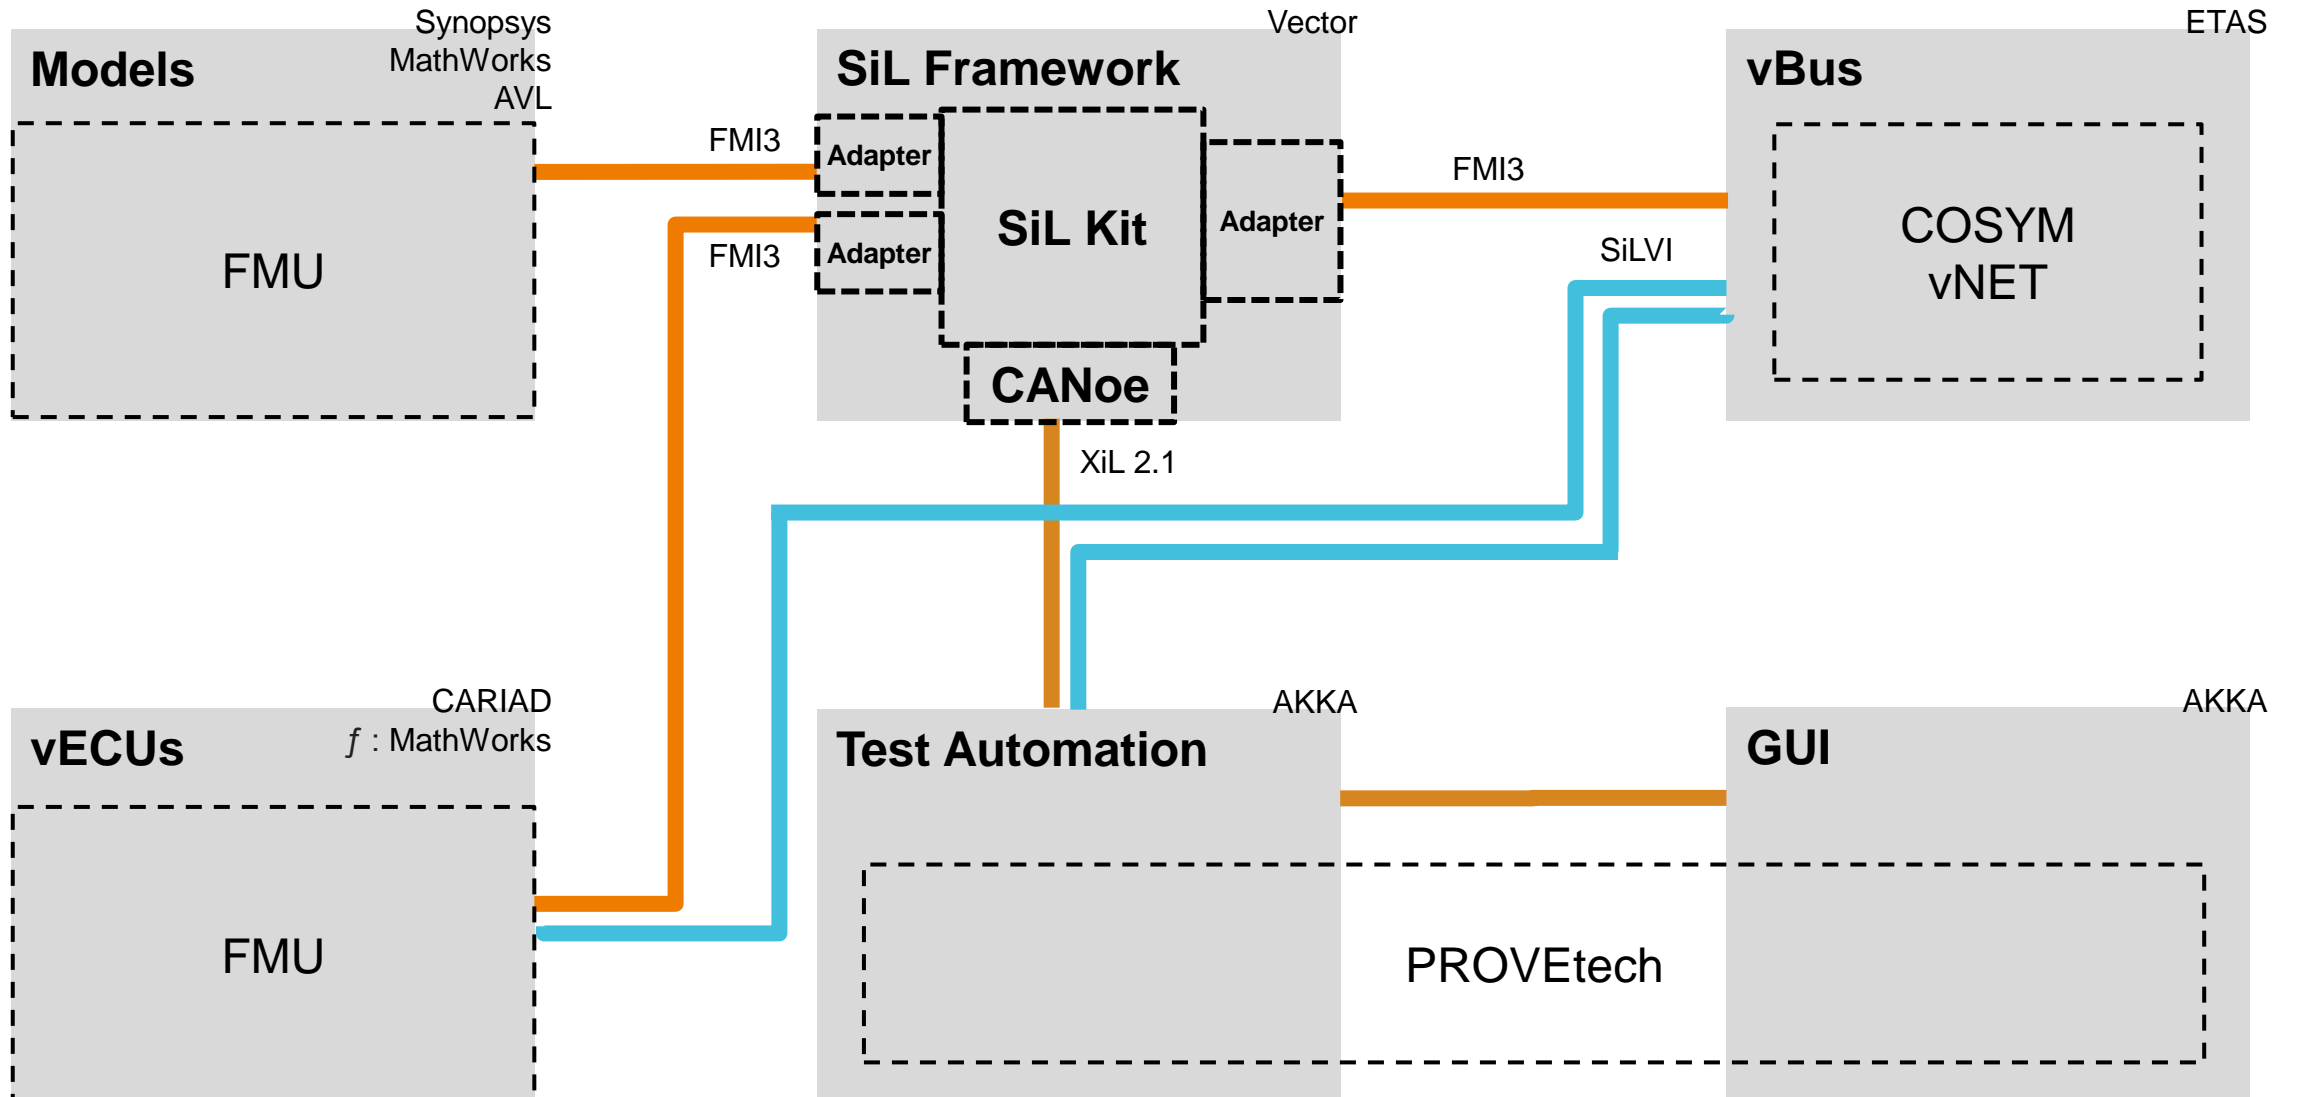 Synopsys
MathWorks
AVL
Models
FMU
Vector
SiL Framework
FMI3
Adapter
FMI3
Adapter
SiL Kit
Adapter
CANoe
XiL 2.1
FMI3
SiLVI
ETAS
vBus
COSYM
vNET
CARIAD
ƒ : MathWorks
vECUs
FMU
AKKA
Test Automation
AKKA
GUI
PROVEtech